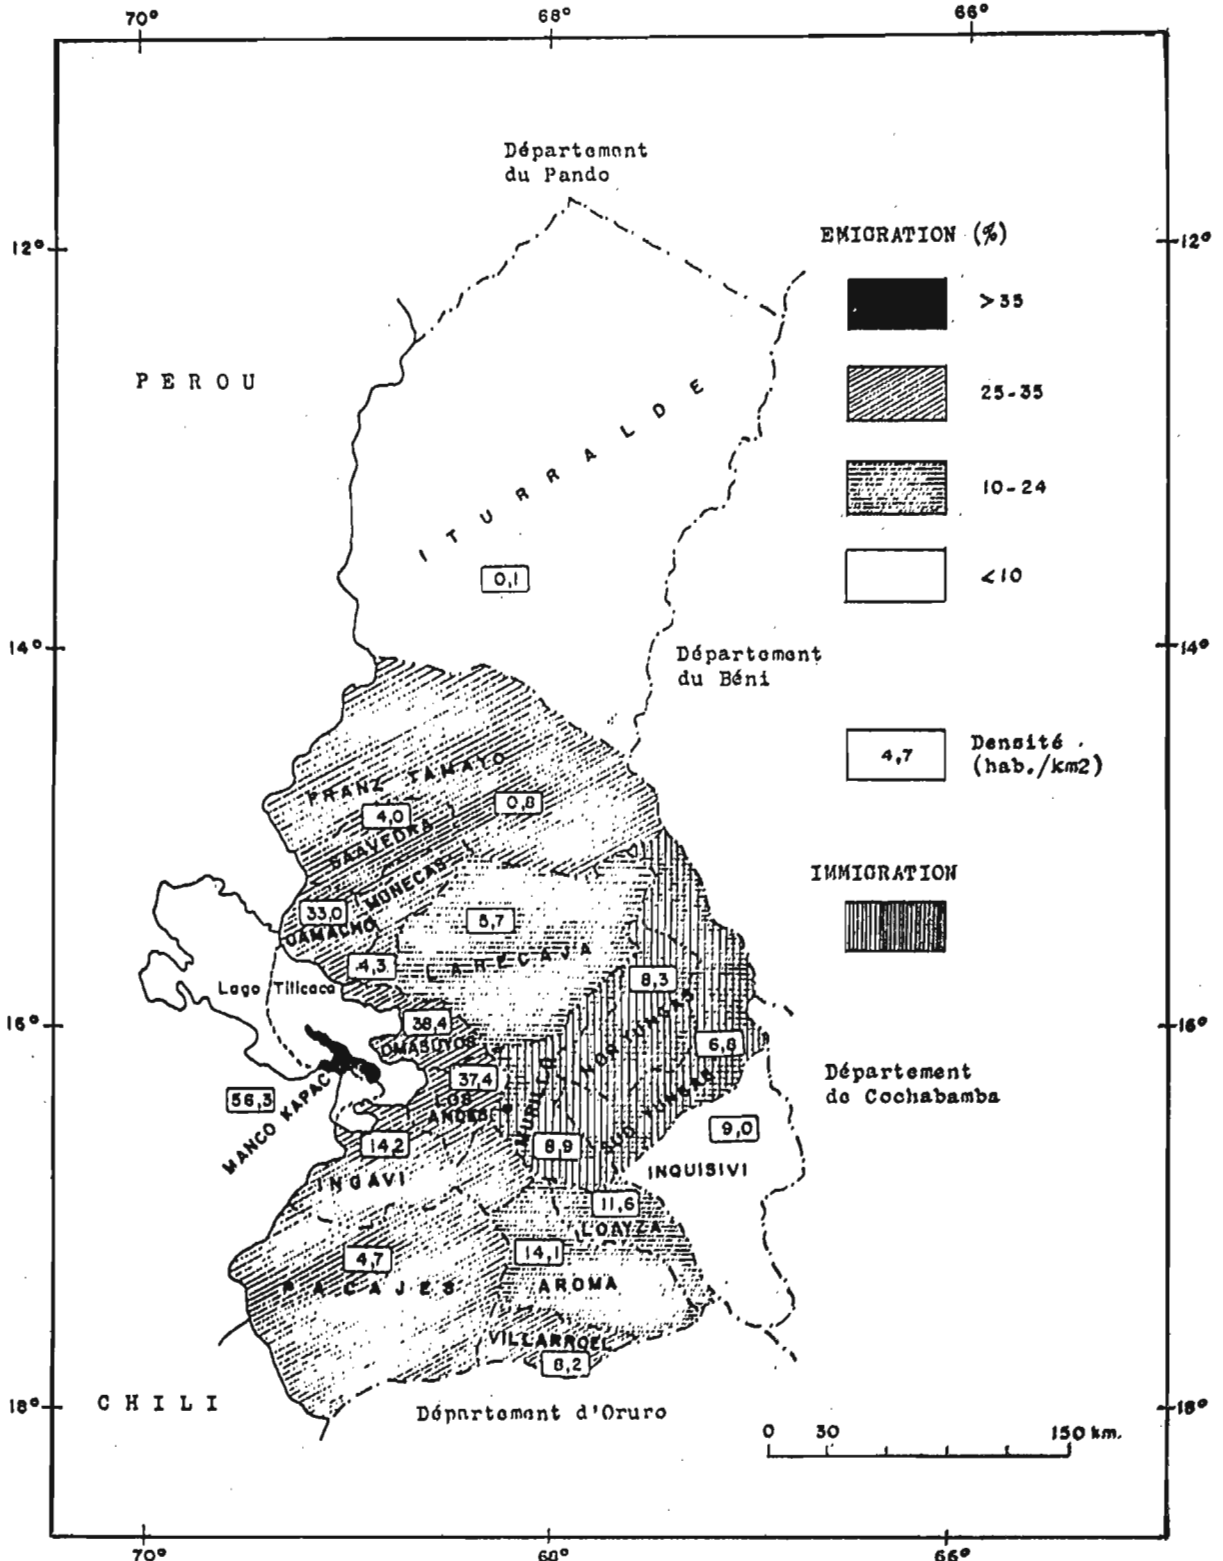 70°
68°
66°
Département
du Pando
12°
12°
EMIGRATION (%)
>35
PEROU
25-35
ITURRALDE
10-24
0,1
<10
14°
14°
Département
du Béni
4,7
Densité
(hab./km2)
FRANZ TAMAYO
0,8
4,0
SAAVEDRA
IMMIGRATION
MUNECAS
33,0
CAMACHO
5,7
LARECAJA
4,3
8,3
Lago Titicaca
NOR YUNGAS
16°
16°
38,4
OMASUYOS
6,8
37,4
Département
de Cochabamba
56,3
MANCO KAPAC
LOS
ANDES
MURILLO
SUD YUNGAS
9,0
14,2
8,9
INQUISIVI
INGAVI
11,6
LOAYZA
4,7
14,1
PACAJES
AROMA
VILLARROEL
8,2
CHILI
Département d'Oruro
18°
18°
0 30 150 km.
70°
68°
66°